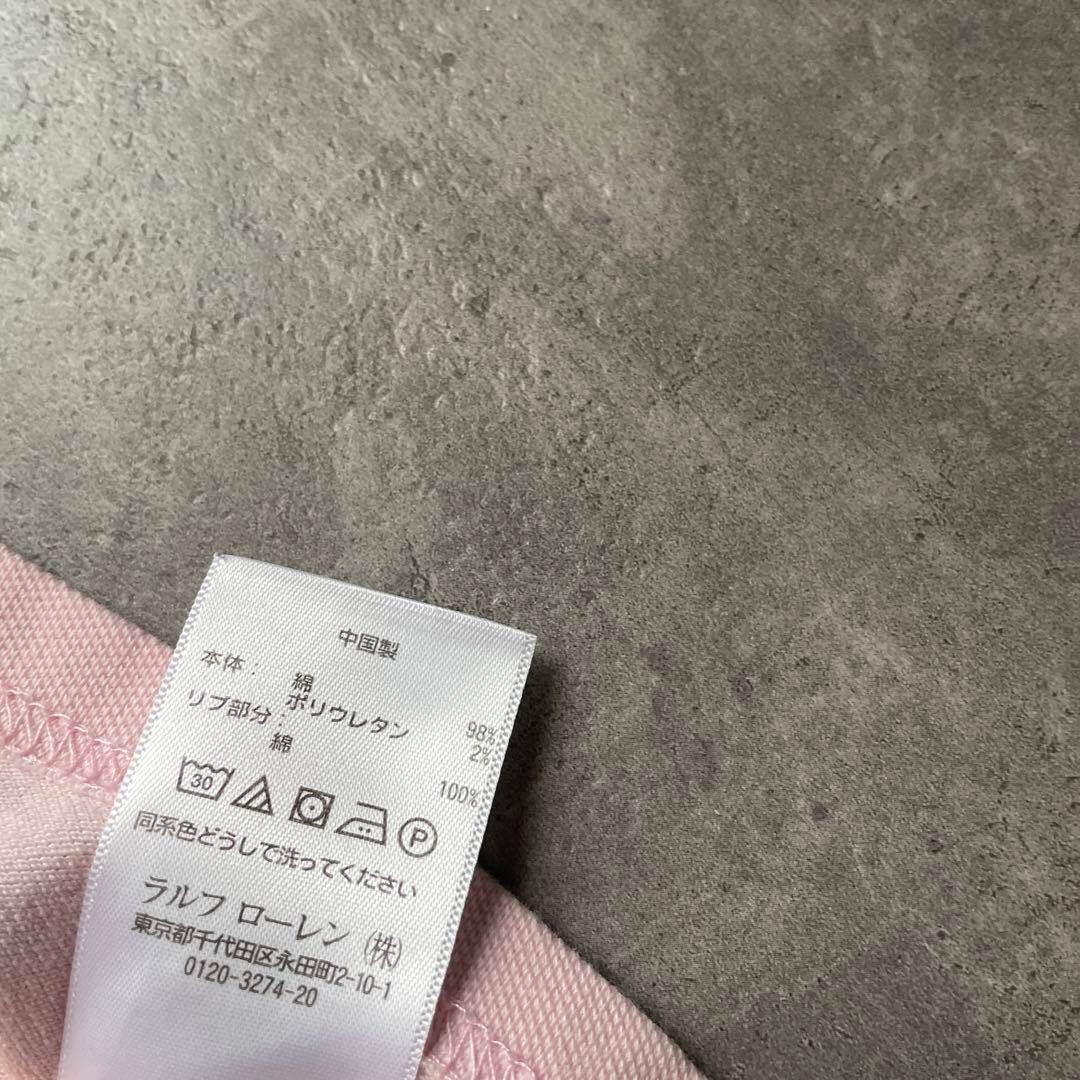 中国製
本体：
綿 98%
ポリウレタン 2%
リブ部分：
綿 100%
30 P
同系色どうしで洗ってください
ラルフ ローレン（株）
東京都千代田区永田町2-10-1
0120-3274-20